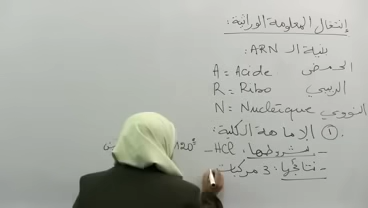 إنتقال المعلومة الوراثية:
بنية الـ ARN:
A = Acide الحمض
R = Ribo الريبي
N = Nucléique النووي
① الإماهة الكلية:
- شروطها: HCl - 120°
- نتائجها: 3 مركبات